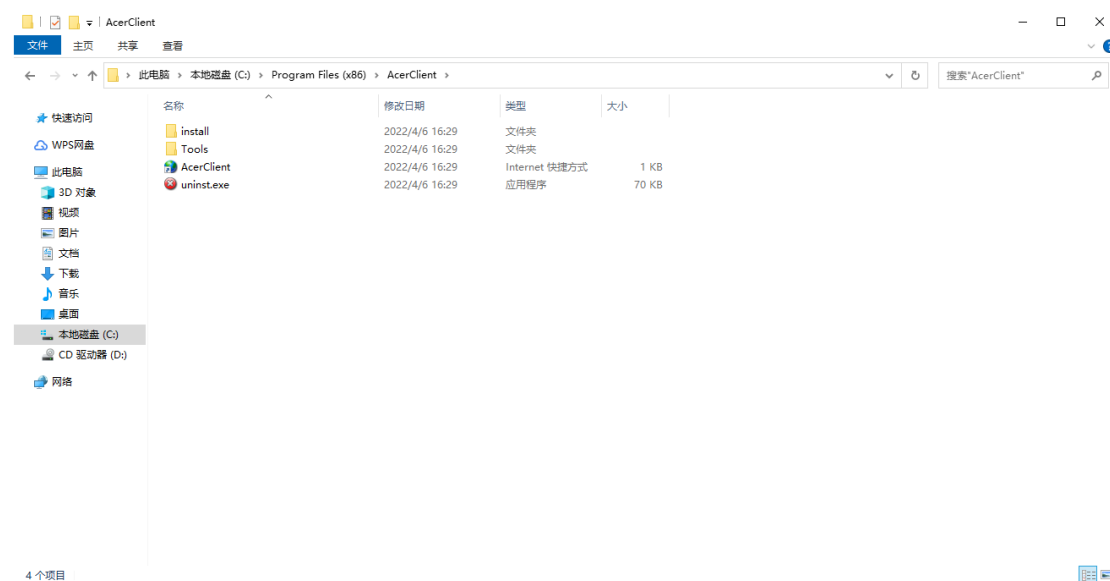 AcerClient
文件 主页 共享 查看
此电脑 本地磁盘 (C:) Program Files (x86) AcerClient 搜索"AcerClient"
名称 修改日期 类型 大小
快速访问
WPS网盘
此电脑
3D 对象
视频
图片
文档
下载
音乐
桌面
本地磁盘 (C:)
CD 驱动器 (D:)
网络
install 2022/4/6 16:29 文件夹
Tools 2022/4/6 16:29 文件夹
AcerClient 2022/4/6 16:29 Internet 快捷方式 1 KB
uninst.exe 2022/4/6 16:29 应用程序 70 KB
4 个项目